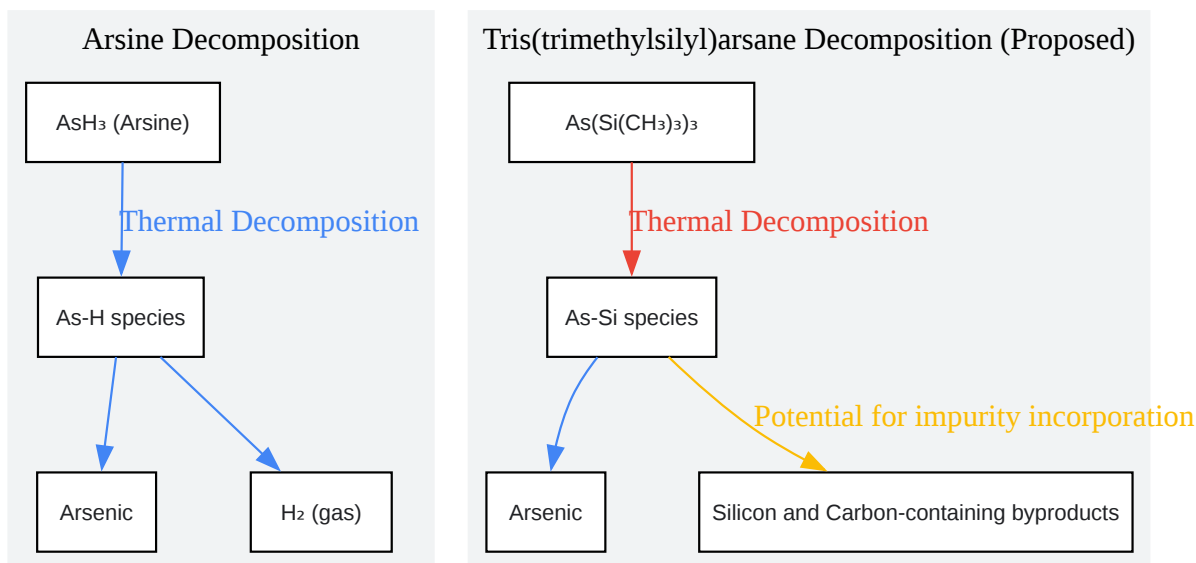 Arsine Decomposition
AsH₃ (Arsine)
Thermal Decomposition
As-H species
Arsenic
H₂ (gas)
Tris(trimethylsilyl)arsane Decomposition (Proposed)
As(Si(CH₃)₃)₃
Thermal Decomposition
As-Si species
Potential for impurity incorporation
Arsenic
Silicon and Carbon-containing byproducts